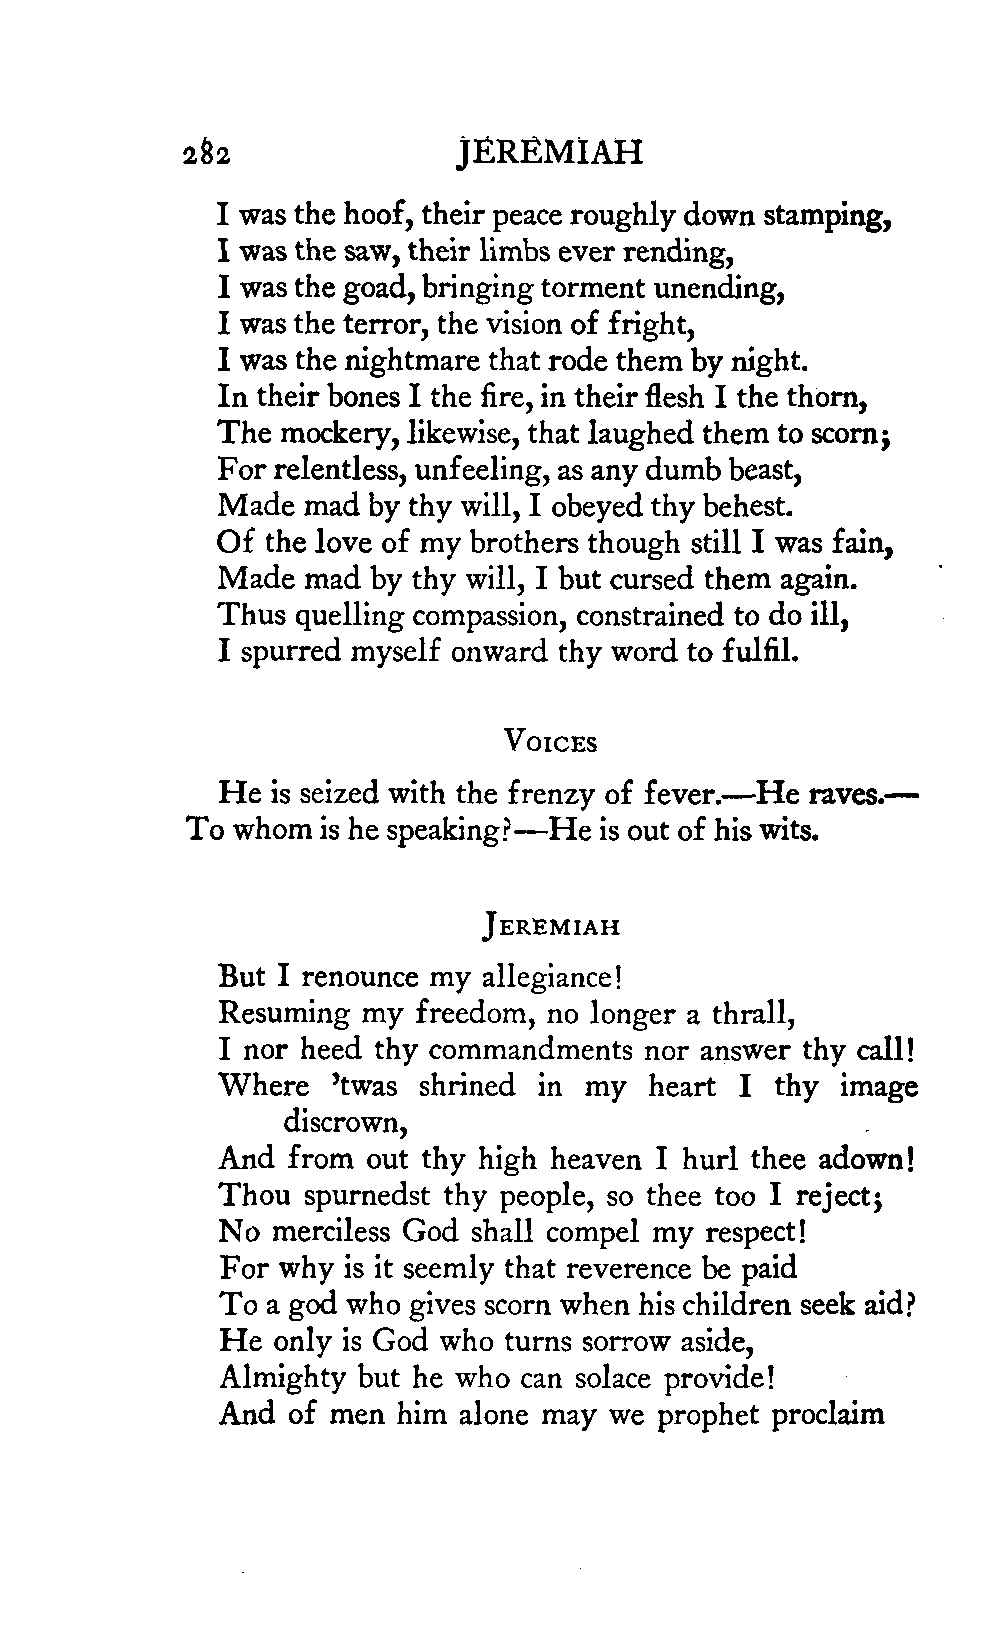 282 JEREMIAH
I was the hoof, their peace roughly down stamping,
I was the saw, their limbs ever rending,
I was the goad, bringing torment unending,
I was the terror, the vision of fright,
I was the nightmare that rode them by night.
In their bones I the fire, in their flesh I the thorn,
The mockery, likewise, that laughed them to scorn;
For relentless, unfeeling, as any dumb beast,
Made mad by thy will, I obeyed thy behest.
Of the love of my brothers though still I was fain,
Made mad by thy will, I but cursed them again.
Thus quelling compassion, constrained to do ill,
I spurred myself onward thy word to fulfil.
VOICES
He is seized with the frenzy of fever.—He raves.—
To whom is he speaking?—He is out of his wits.
JEREMIAH
But I renounce my allegiance!
Resuming my freedom, no longer a thrall,
I nor heed thy commandments nor answer thy call!
Where ’twas shrined in my heart I thy image
discrown,
And from out thy high heaven I hurl thee adown!
Thou spurnedst thy people, so thee too I reject;
No merciless God shall compel my respect!
For why is it seemly that reverence be paid
To a god who gives scorn when his children seek aid?
He only is God who turns sorrow aside,
Almighty but he who can solace provide!
And of men him alone may we prophet proclaim